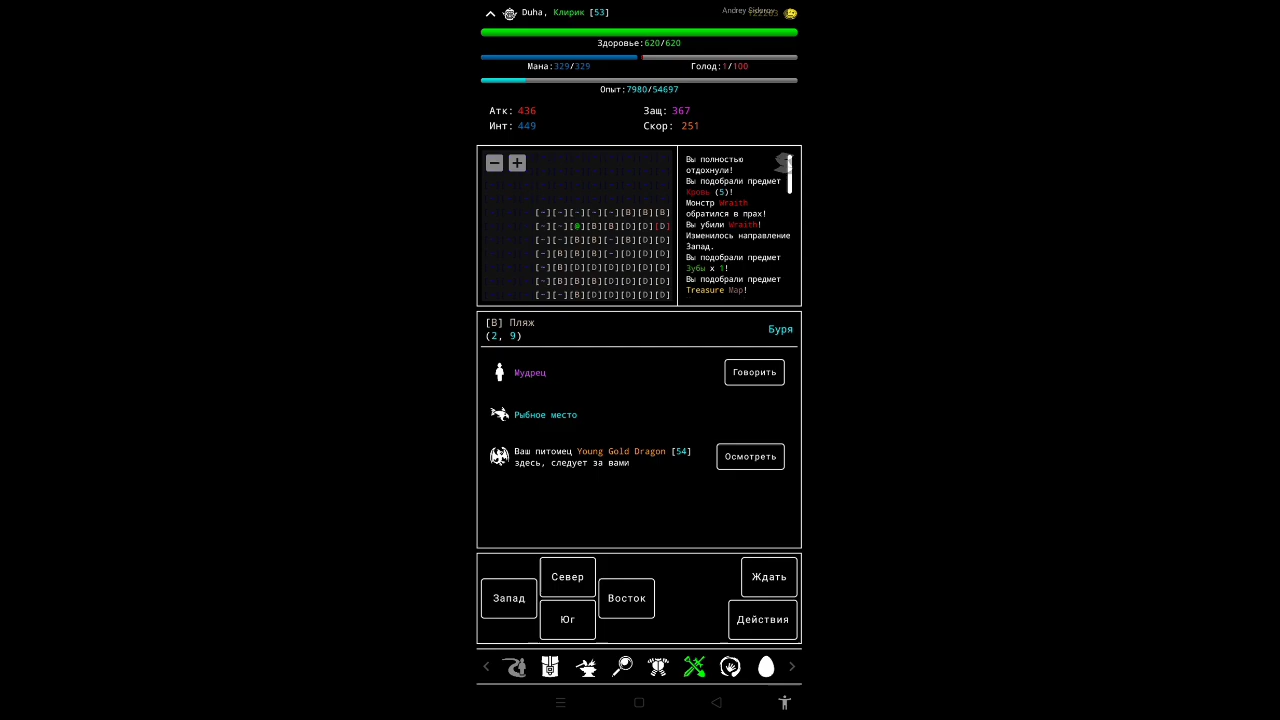 Duha, Клирик [53]
Andrey Sidorov
Здоровье:620/620
Мана:329/329
Голод:1/100
Опыт:7980/54697
Атк: 436
Защ: 367
Инт: 449
Скор: 251
[~][~][~][~][~][B][B][B]
[~][~][@][B][B][D][D][D]
[~][~][B][B][~][B][D][D]
[~][~][B][B][~][D][D][D]
[~][~][B][D][D][D][D][D]
[~][~][B][B][D][D][D][D]
[~][~][B][D][D][D][D][D]
Вы полностью
отдохнули!
Вы подобрали предмет
Кровь (5)!
Монстр Wraith
обратился в прах!
Вы убили Wraith!
Изменилось направление
Запад.
Вы подобрали предмет
Зубы x 1!
Вы подобрали предмет
Treasure Map!
[B] Пляж
(2, 9)
Буря
Мудрец
Говорить
Рыбное место
Ваш питомец Young Gold Dragon [54]
здесь, следует за вами
Осмотреть
Север
Ждать
Запад
Восток
Юг
Действия